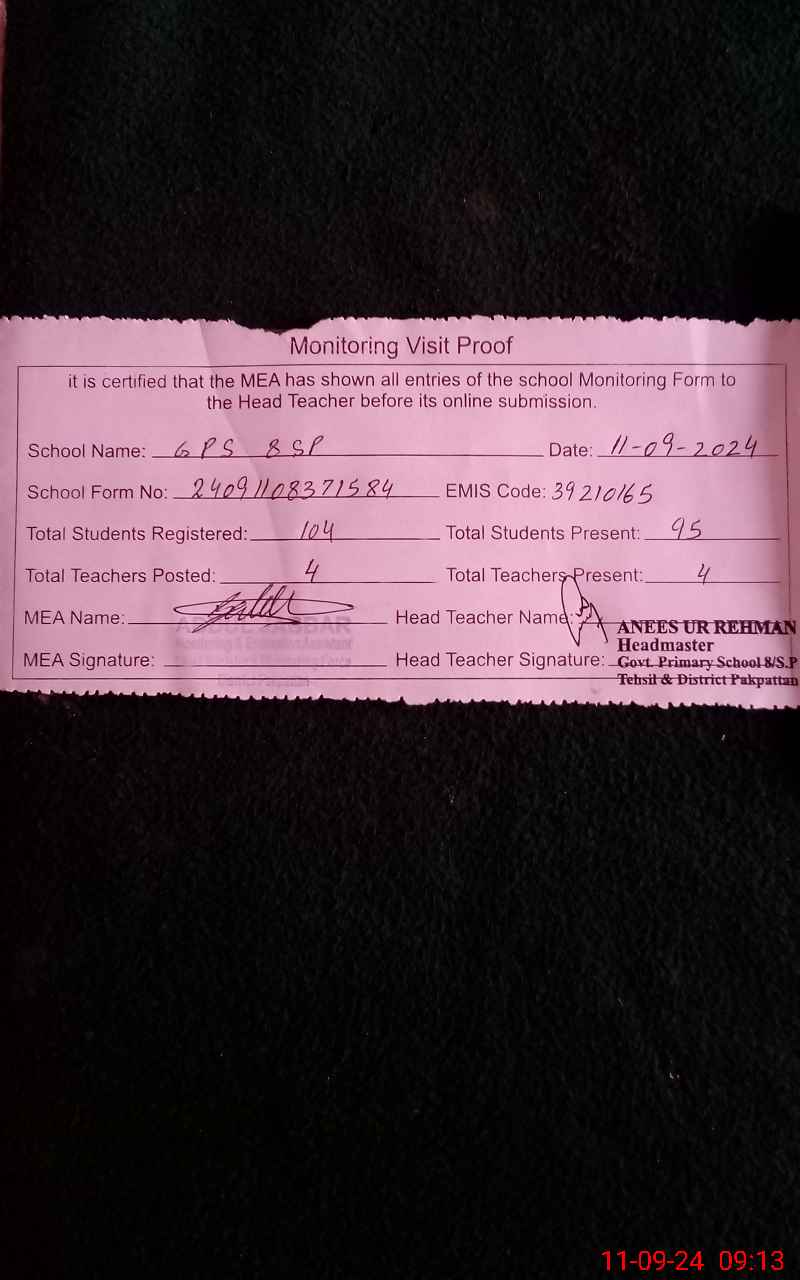 Monitoring Visit Proof
it is certified that the MEA has shown all entries of the school Monitoring Form to
the Head Teacher before its online submission.
School Name: GPS 8SP Date: 11-09-2024
School Form No: 24091108371584 EMIS Code: 39210165
Total Students Registered: 104 Total Students Present: 95
Total Teachers Posted: 4 Total Teachers Present: 4
MEA Name: ABDUL JABBAR Head Teacher Name: ANEES UR REHMAN
Headmaster
MEA Signature: Head Teacher Signature: Govt. Primary School 8/S.P
Tehsil & District Pakpattan
11-09-24 09:13